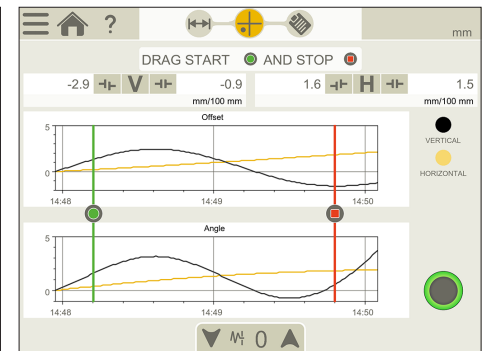 ?
mm
DRAG START AND STOP
-2.9 V -0.9
mm/100 mm
1.6 H 1.5
mm/100 mm
Offset
5
0
14:48 14:49 14:50
VERTICAL
HORIZONTAL
Angle
5
0
14:48 14:49 14:50
0